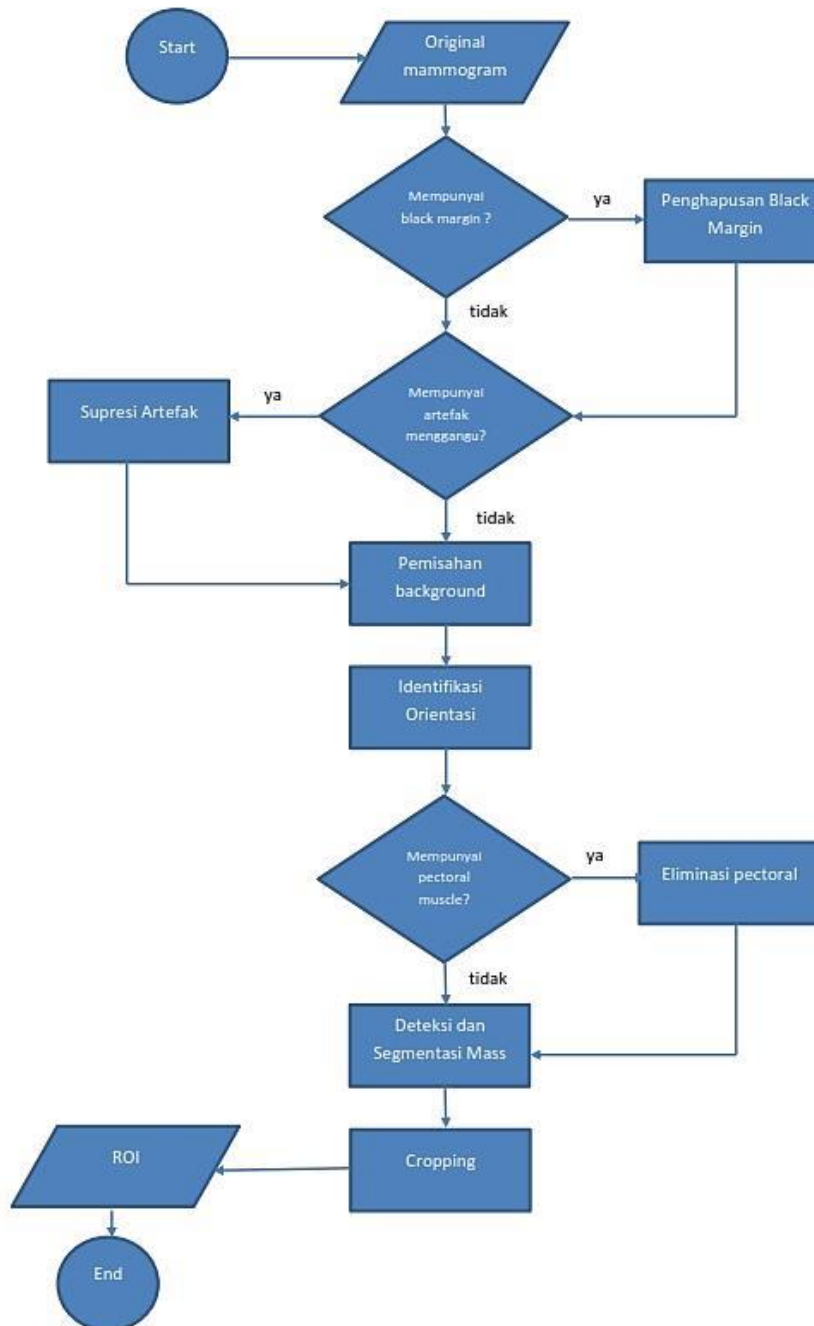 Start
Original
mammogram
Mempunyai
black margin ?
ya
Penghapusan Black
Margin
tidak
Mempunyai
artefak
menggangu?
ya
Supresi Artefak
tidak
Pemisahan
background
Identifikasi
Orientasi
Mempunyai
pectoral
muscle?
ya
Eliminasi pectoral
tidak
Deteksi dan
Segmentasi Mass
Cropping
ROI
End